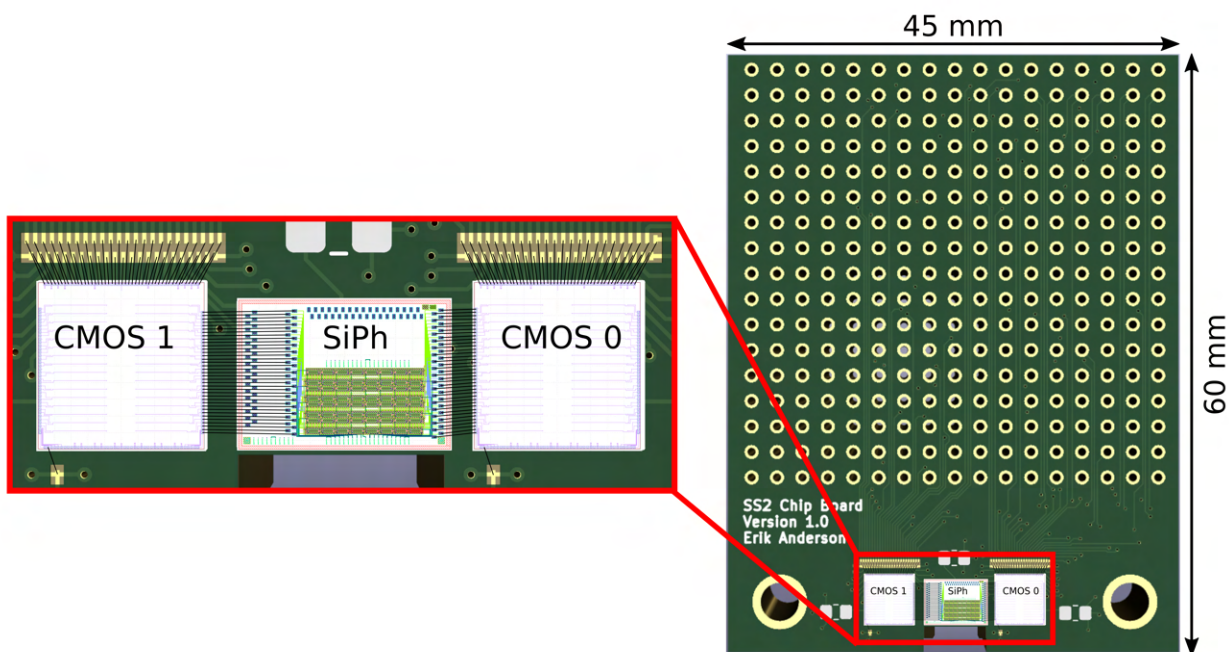 45 mm
60 mm
CMOS 1
SiPh
CMOS 0
SS2 Chip Board
Version 1.0
Erik Anderson
CMOS 1
SiPh
CMOS 0